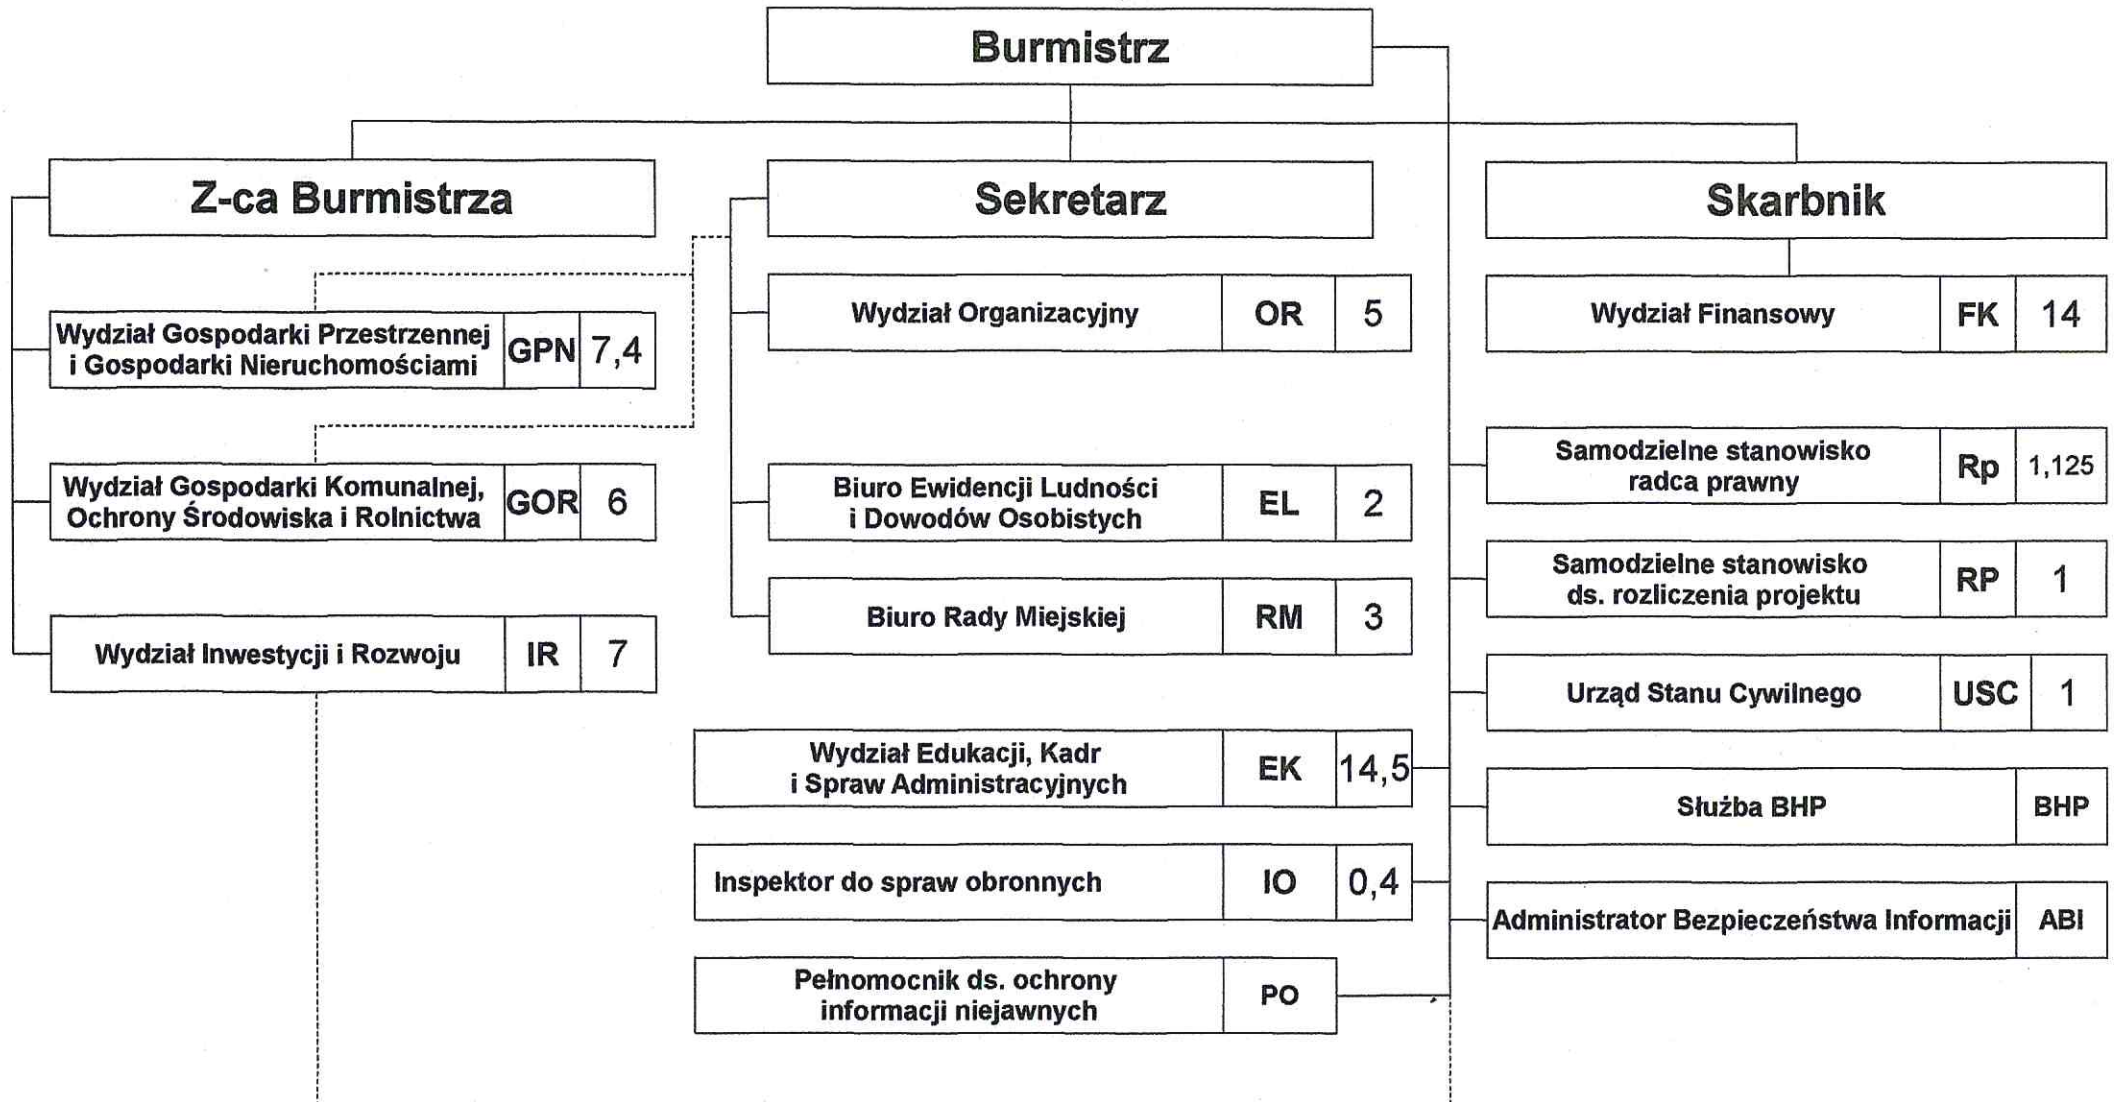 Burmistrz
Z-ca Burmistrza
Sekretarz
Skarbnik
Wydział Gospodarki Przestrzennej
i Gospodarki Nieruchomościami
GPN
7,4
Wydział Gospodarki Komunalnej,
Ochrony Środowiska i Rolnictwa
GOR
6
Wydział Inwestycji i Rozwoju
IR
7
Wydział Organizacyjny
OR
5
Biuro Ewidencji Ludności
i Dowodów Osobistych
EL
2
Biuro Rady Miejskiej
RM
3
Wydział Edukacji, Kadr
i Spraw Administracyjnych
EK
14,5
Inspektor do spraw obronnych
IO
0,4
Pełnomocnik ds. ochrony
informacji niejawnych
PO
Wydział Finansowy
FK
14
Samodzielne stanowisko
radca prawny
Rp
1,125
Samodzielne stanowisko
ds. rozliczenia projektu
RP
1
Urząd Stanu Cywilnego
USC
1
Służba BHP
BHP
Administrator Bezpieczeństwa Informacji
ABI